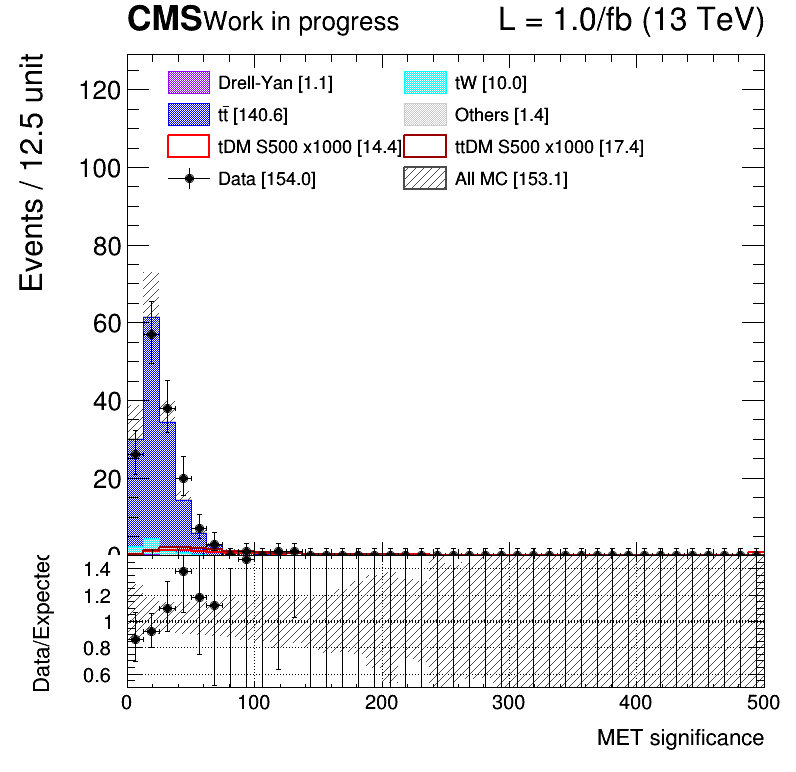 CMS Work in progress L = 1.0/fb (13 TeV)
Events / 12.5 unit
Drell-Yan [1.1] tW [10.0]
tt̄ [140.6] Others [1.4]
tDM S500 x1000 [14.4] ttDM S500 x1000 [17.4]
Data [154.0] All MC [153.1]
120
100
80
60
40
20
0
Data/Expected
1.4
1.2
1
0.8
0.6
0 100 200 300 400 500
MET significance